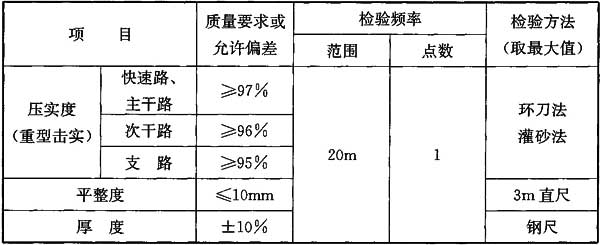 项 目
质量要求或
允许偏差
检验频率
检验方法
(取最大值)
范围
点数
压实度
(重型击实)
快速路、
主干路
≥97%
20m
1
环刀法
灌砂法
次干路
≥96%
支 路
≥95%
平整度
≤10mm
3m直尺
厚 度
±10%
钢尺